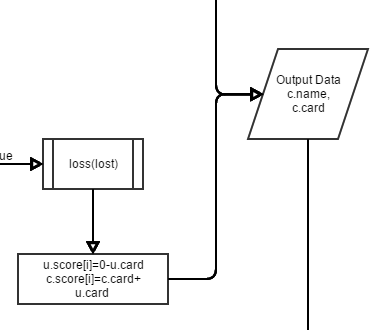 Output Data
c.name,
c.card
ue
loss(lost)
u.score[i]=0-u.card
c.score[i]=c.card+
u.card